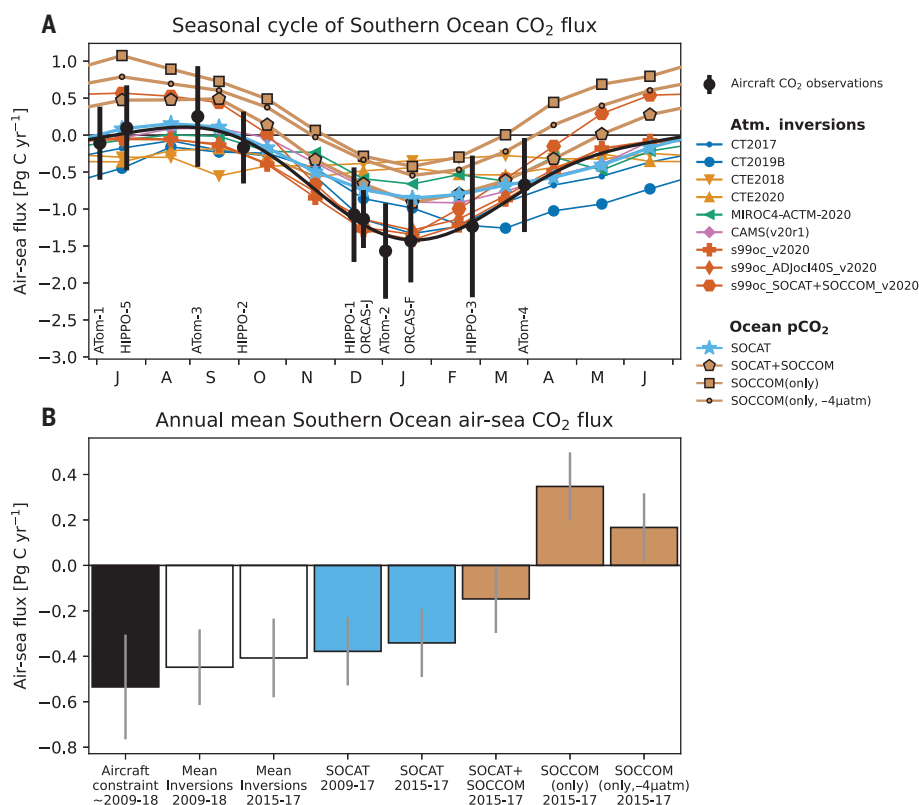 A
Seasonal cycle of Southern Ocean CO₂ flux
Air-sea flux [Pg C yr⁻¹]
1.0
0.5
0.0
−0.5
−1.0
−1.5
−2.0
−2.5
−3.0
ATom-1
HIPPO-5
ATom-3
HIPPO-2
HIPPO-1
ORCAS-J
ATom-2
ORCAS-F
HIPPO-3
ATom-4
J A S O N D J F M A M J
Aircraft CO₂ observations
Atm. inversions
CT2017
CT2019B
CTE2018
CTE2020
MIROC4-ACTM-2020
CAMS(v20r1)
s99oc_v2020
s99oc_ADJocI40S_v2020
s99oc_SOCAT+SOCCOM_v2020
Ocean pCO₂
SOCAT
SOCAT+SOCCOM
SOCCOM(only)
SOCCOM(only, −4μatm)
B
Annual mean Southern Ocean air-sea CO₂ flux
Air-sea flux [Pg C yr⁻¹]
0.4
0.2
0.0
−0.2
−0.4
−0.6
−0.8
Aircraft
constraint
~2009-18
Mean
Inversions
2009-18
Mean
Inversions
2015-17
SOCAT
2009-17
SOCAT
2015-17
SOCAT+
SOCCOM
2015-17
SOCCOM
(only)
2015-17
SOCCOM
(only,−4μatm)
2015-17